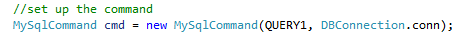 //set up the command
MySqlCommand cmd = new MySqlCommand(QUERY1, DBConnection.conn);